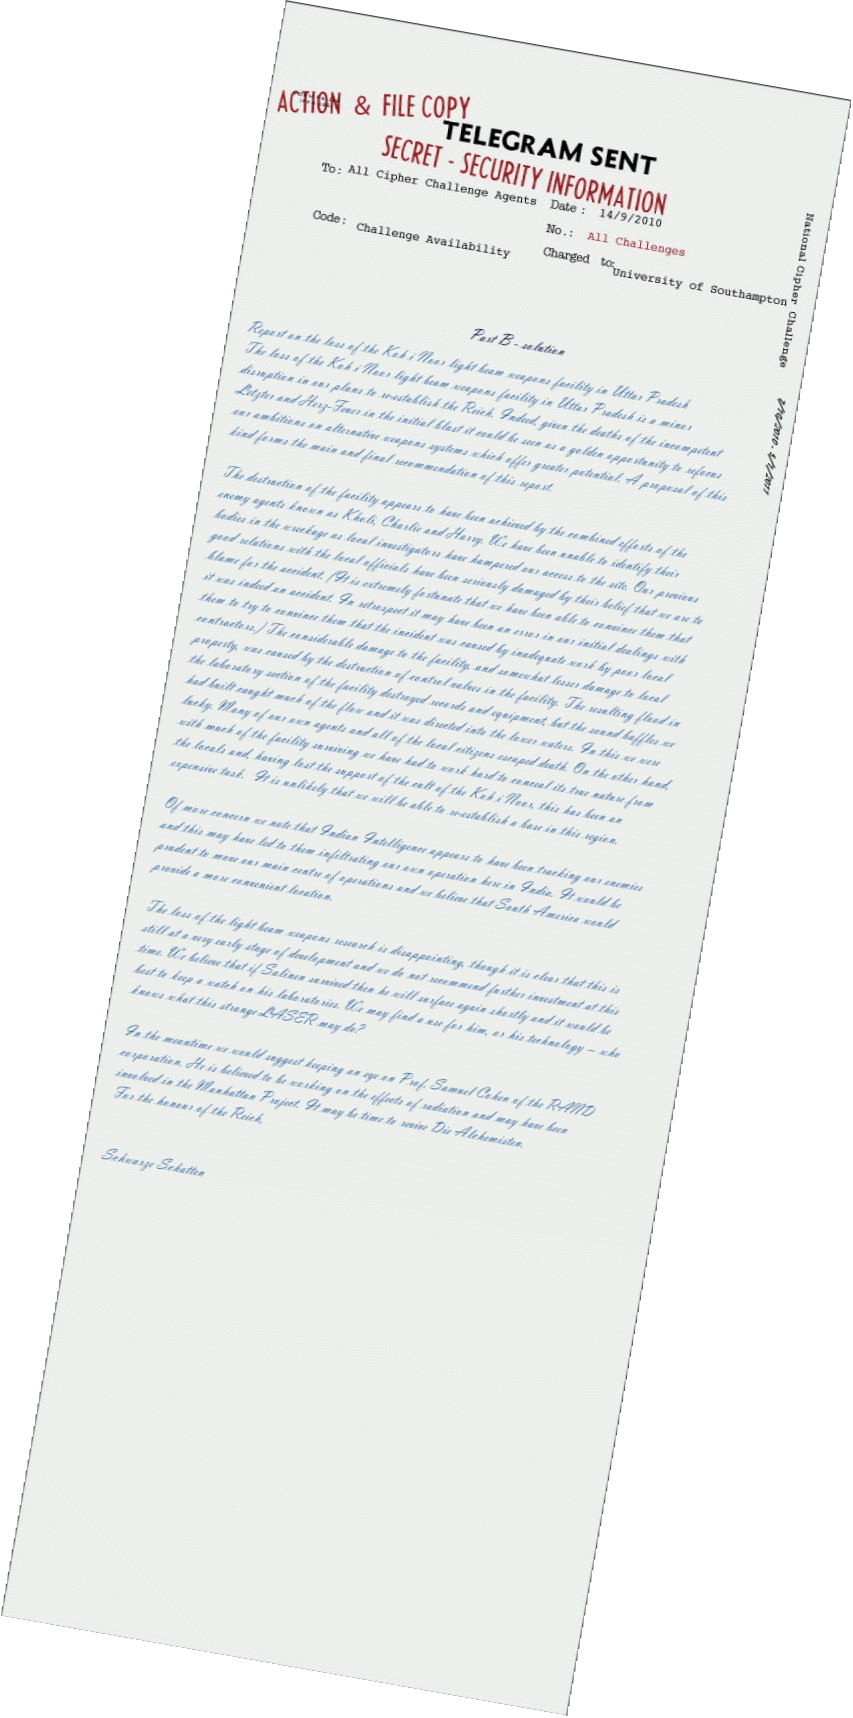 ACTION & FILE COPY
TELEGRAM SENT
SECRET - SECURITY INFORMATION
To: All Cipher Challenge Agents Date: 14/9/2010
No.: All Challenges
Code: Challenge Availability
Charged to: University of Southampton
National Cipher Challenge
Part B - solution
Report on the loss of the Koh i Noor light beam weapons facility in Uttar Pradesh
The loss of the Koh i Noor light beam weapons facility in Uttar Pradesh is a minor
disruption in our plans to re-establish the Reich. Indeed, given the deaths of the incompetent
Letzter and Herz-Feuer in the initial blast it could be seen as a golden opportunity to refocus
our ambitions on alternative weapons systems which offer greater potential. A proposal of this
kind forms the main and final recommendation of this report.
The destruction of the facility appears to have been achieved by the combined efforts of the
enemy agents known as Kholi, Charlie and Harry. We have been unable to identify their
bodies in the wreckage as local investigators have hampered our access to the site. Our previous
good relations with the local officials have been seriously damaged by their belief that we are to
blame for the accident. (It is extremely fortunate that we have been able to convince them that
it was indeed an accident. In retrospect it may have been an error in our initial dealings with
them to try to convince them that the incident was caused by inadequate work by poor local
contractors.) The considerable damage to the facility, and somewhat lesser damage to local
property, was caused by the destruction of control valves in the facility. The resulting flood in
the laboratory section of the facility destroyed records and equipment, but the sound baffles we
had built caught much of the flow and it was directed into the lower waters. In this we were
lucky. Many of our own agents and all of the local citizens escaped death. On the other hand,
with much of the facility surviving we have had to work hard to conceal its true nature from
the locals and, having lost the support of the cult of the Koh i Noor, this has been an
expensive task. It is unlikely that we will be able to re-establish a base in this region.
Of more concern we note that Indian Intelligence appears to have been tracking our enemies
and this may have led to them infiltrating our own operation here in India. It would be
prudent to move our main centre of operations and we believe that South America would
provide a more convenient location.
The loss of the light beam weapons research is disappointing, though it is clear that this is
still at a very early stage of development and we do not recommend further investment at this
time. We believe that if Salinen survived then he will surface again shortly and it would be
best to keep a watch on his laboratories. We may find a use for him, or his technology – who
knows what this strange LASER may do?
In the meantime we would suggest keeping an eye on Prof. Samuel Cohen of the RAND
corporation. He is believed to be working on the effects of radiation and may have been
involved in the Manhattan Project. It may be time to revive Die Alchemisten.
For the honour of the Reich,
Schwarze Schatten